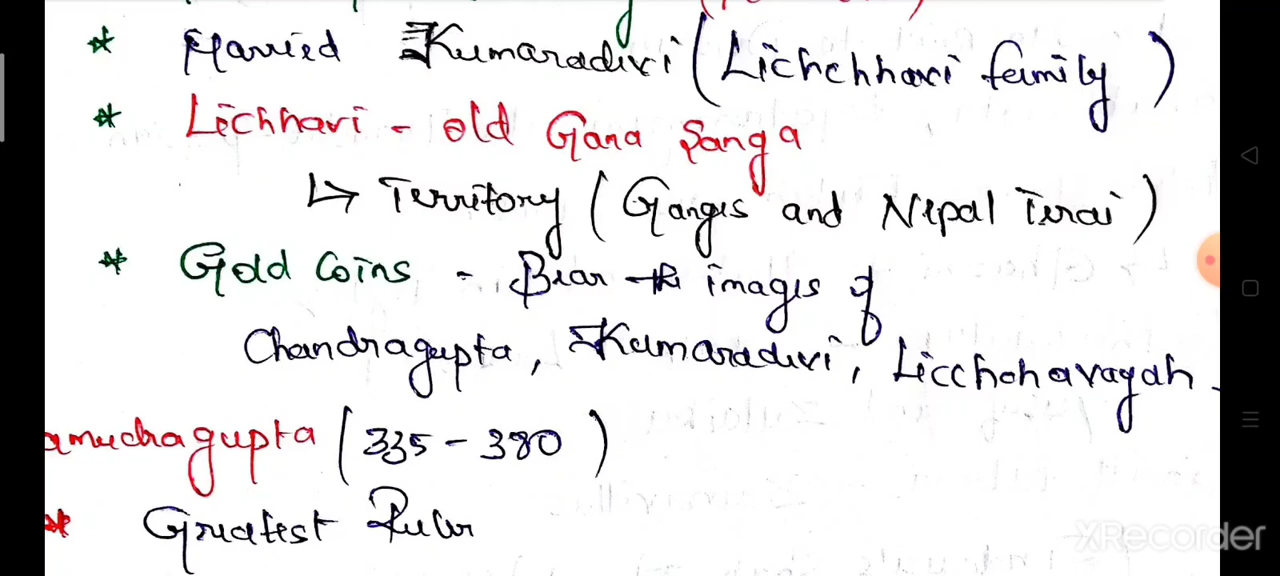 * Married Kumaradevi (Lichchhavi family)
* Lichhavi - old Gana Sanga
↳ Territory (Ganges and Nepal Terai)
* Gold coins - Bear the images of
Chandragupta, Kumaradevi, Licchchavayah.
amudragupta (335 - 380)
* Greatest Ruler
XRecorder